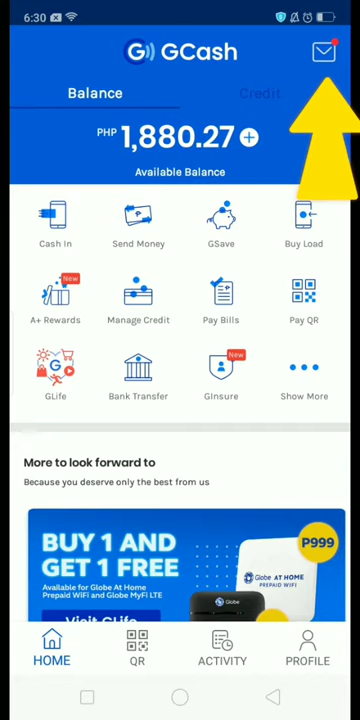 6:30
GCash
Balance
Credit
PHP 1,880.27
Available Balance
Cash In
Send Money
GSave
Buy Load
New
A+ Rewards
Manage Credit
Pay Bills
Pay QR
New
GLife
Bank Transfer
GInsure
Show More
More to look forward to
Because you deserve only the best from us
BUY 1 AND
GET 1 FREE
Available for Globe At Home
Prepaid WiFi and Globe MyFi LTE
Visit GLife
P999
Globe AT HOME
PREPAID WIFI
Globe
HOME
QR
ACTIVITY
PROFILE